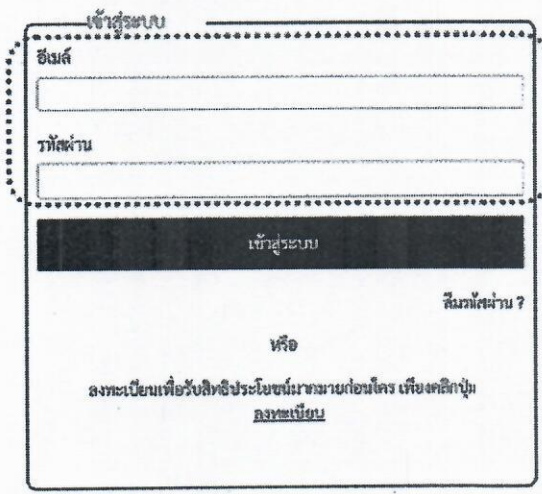 เข้าสู่ระบบ
อีเมล์
รหัสผ่าน
เข้าสู่ระบบ
ลืมรหัสผ่าน ?
หรือ
ลงทะเบียนเพื่อรับสิทธิประโยชน์มากมายก่อนใคร เพียงคลิกปุ่ม
ลงทะเบียน